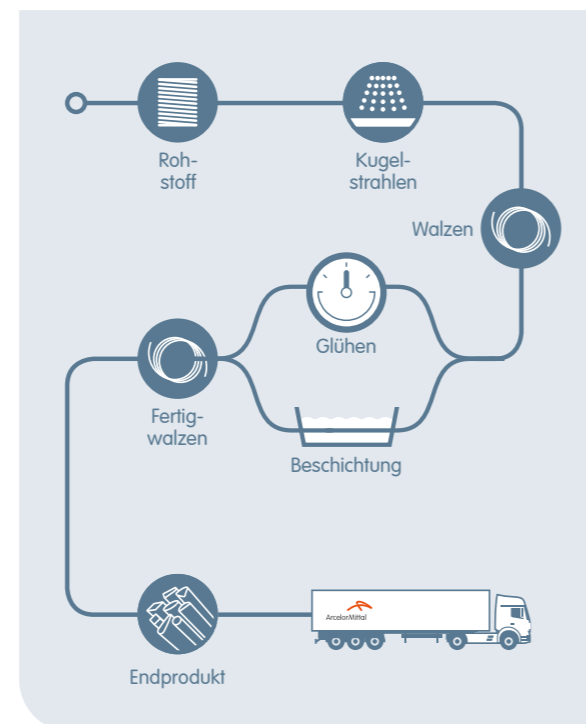 Roh-
stoff
Kugel-
strahlen
Walzen
Glühen
Fertig-
walzen
Beschichtung
ArcelorMittal
Endprodukt